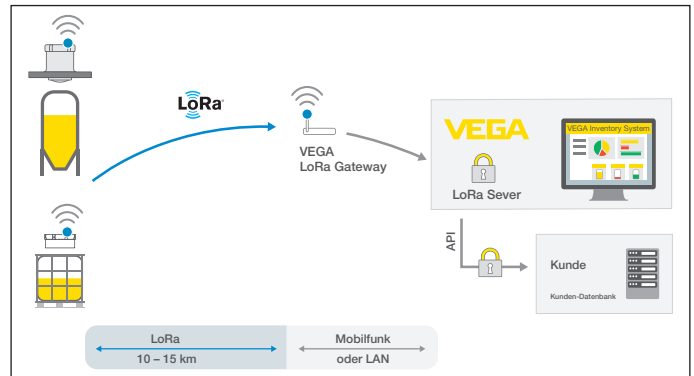 LoRa
VEGA
LoRa Gateway
VEGA
LoRa Sever
VEGA Inventory System
API
Kunde
Kunden-Datenbank
LoRa
10 – 15 km
Mobilfunk
oder LAN